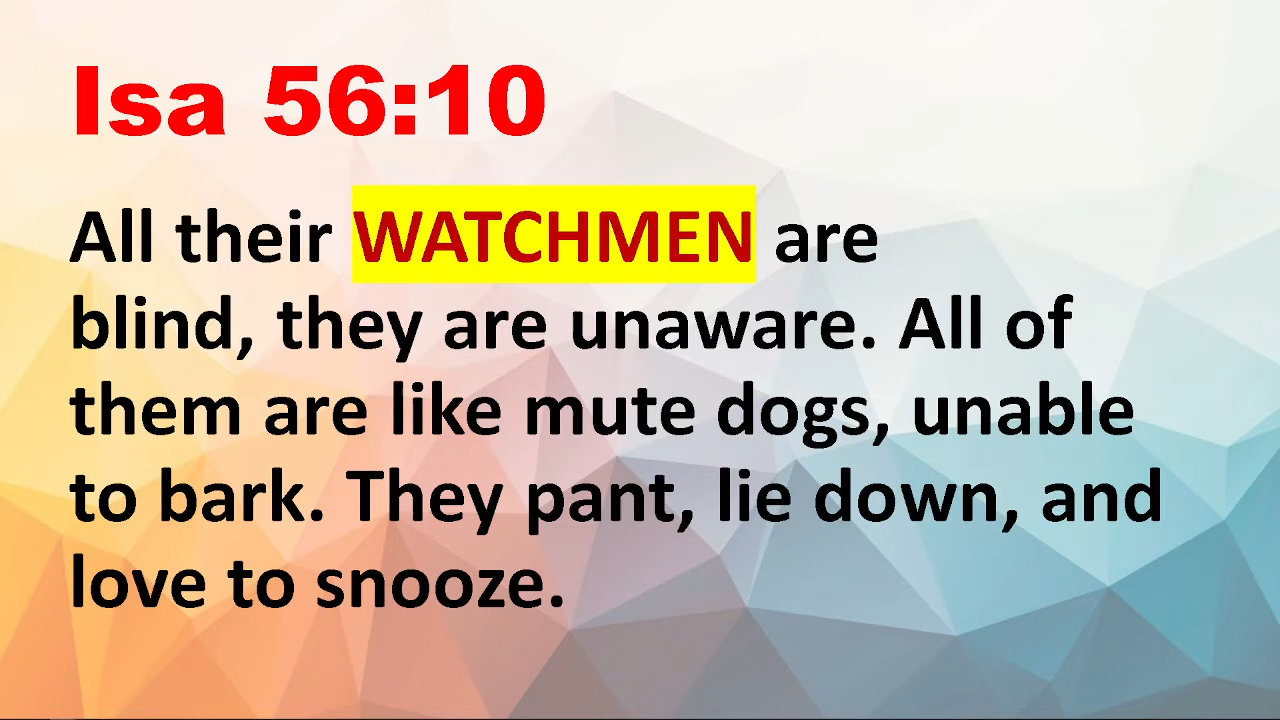 Isa 56:10
All their WATCHMEN are
blind, they are unaware. All of
them are like mute dogs, unable
to bark. They pant, lie down, and
love to snooze.